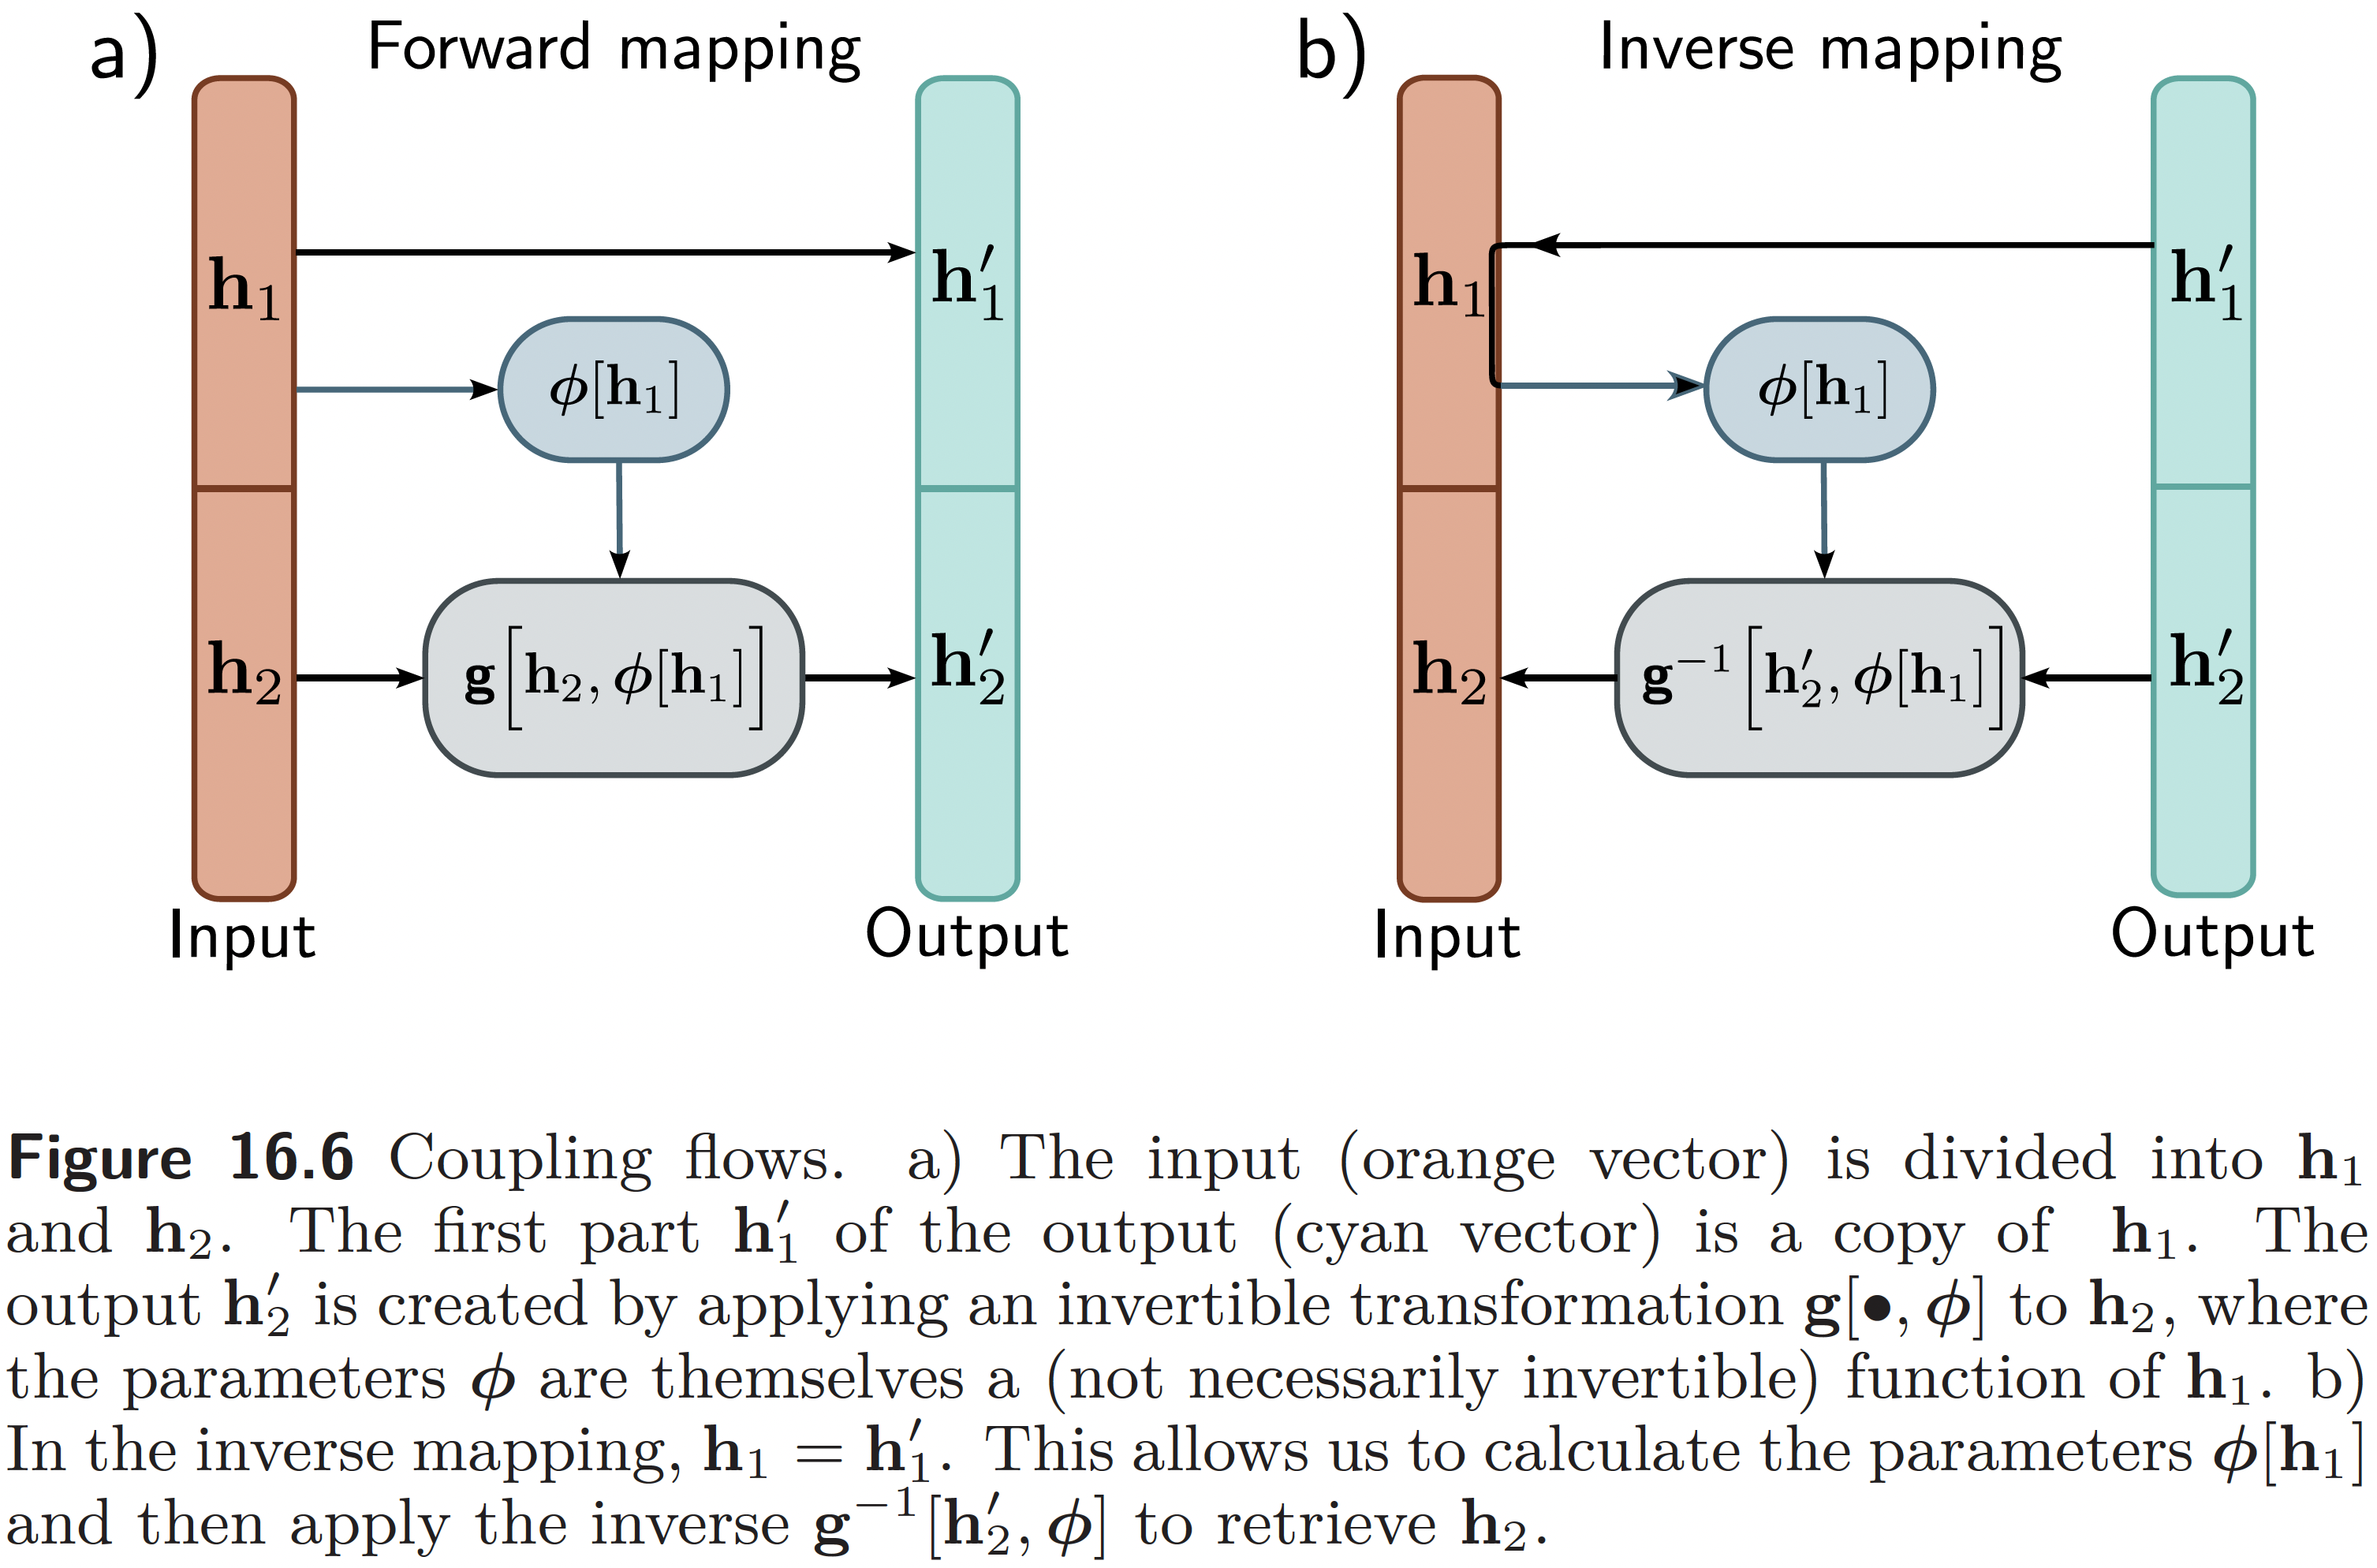 a) Forward mapping
h₁
h′₁
ϕ[h₁]
h₂
g[h₂, ϕ[h₁]]
h′₂
Input
Output
b) Inverse mapping
h₁
h′₁
ϕ[h₁]
h₂
g⁻¹[h′₂, ϕ[h₁]]
h′₂
Input
Output
Figure 16.6 Coupling flows. a) The input (orange vector) is divided into h₁
and h₂. The first part h′₁ of the output (cyan vector) is a copy of h₁. The
output h′₂ is created by applying an invertible transformation g[•, ϕ] to h₂, where
the parameters ϕ are themselves a (not necessarily invertible) function of h₁. b)
In the inverse mapping, h₁ = h′₁. This allows us to calculate the parameters ϕ[h₁]
and then apply the inverse g⁻¹[h′₂, ϕ] to retrieve h₂.